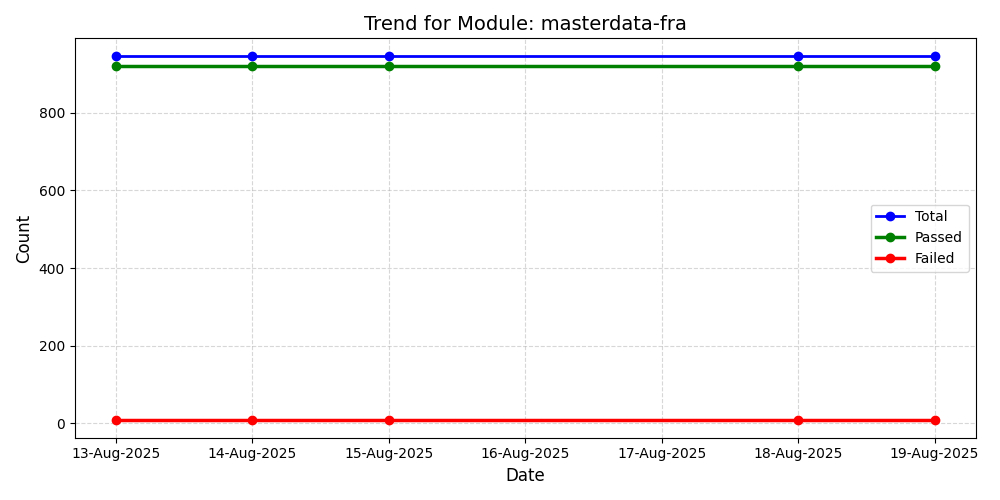 Trend for Module: masterdata-fra
Count
800
600
400
200
0
Total
Passed
Failed
13-Aug-2025 14-Aug-2025 15-Aug-2025 16-Aug-2025 17-Aug-2025 18-Aug-2025 19-Aug-2025
Date